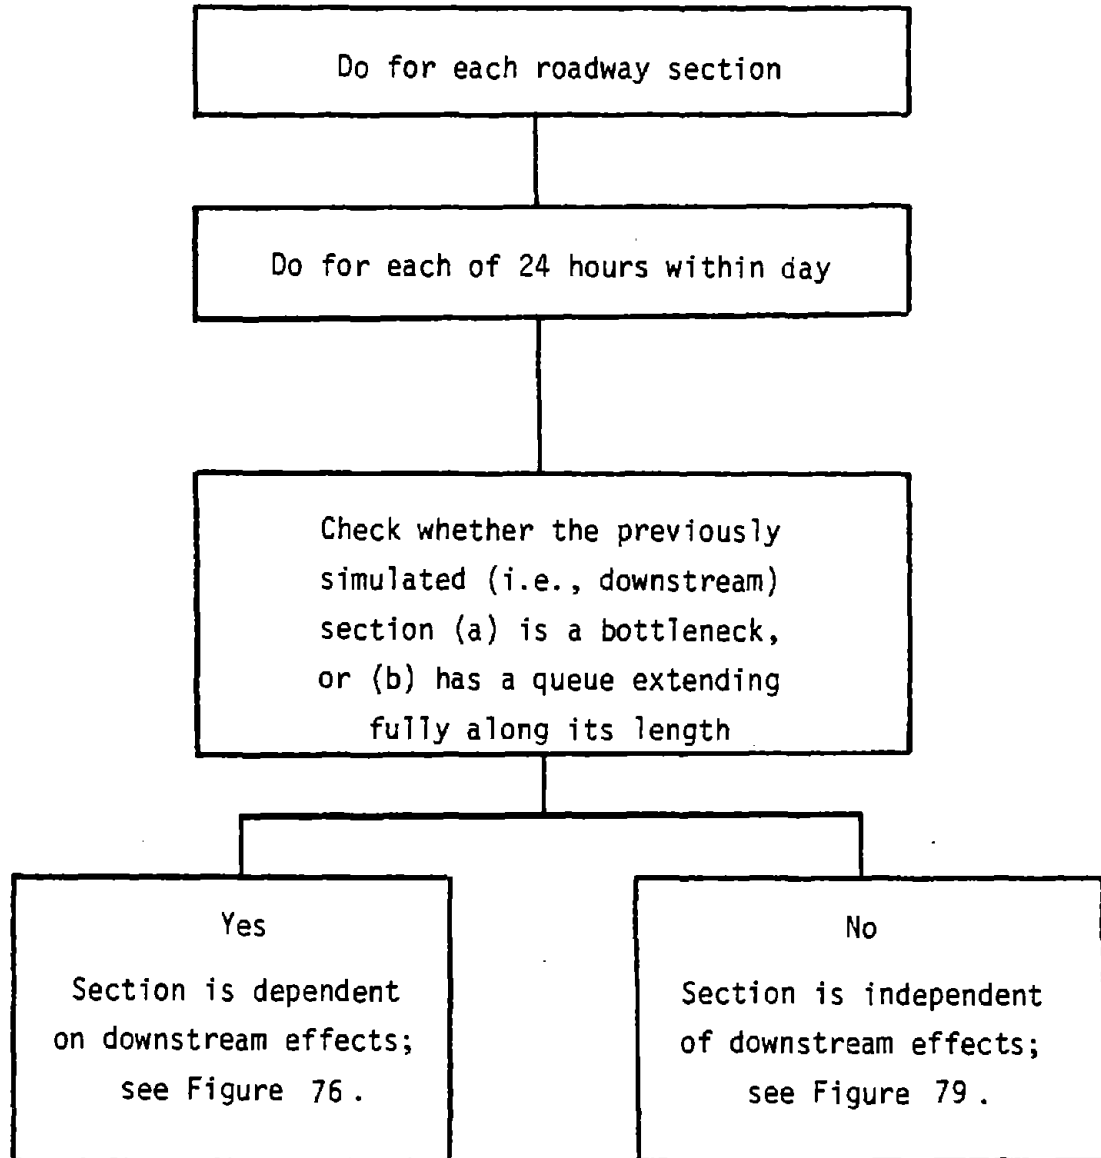 Do for each roadway section
Do for each of 24 hours within day
Check whether the previously
simulated (i.e., downstream)
section (a) is a bottleneck,
or (b) has a queue extending
fully along its length
Yes
Section is dependent
on downstream effects;
see Figure 76.
No
Section is independent
of downstream effects;
see Figure 79.